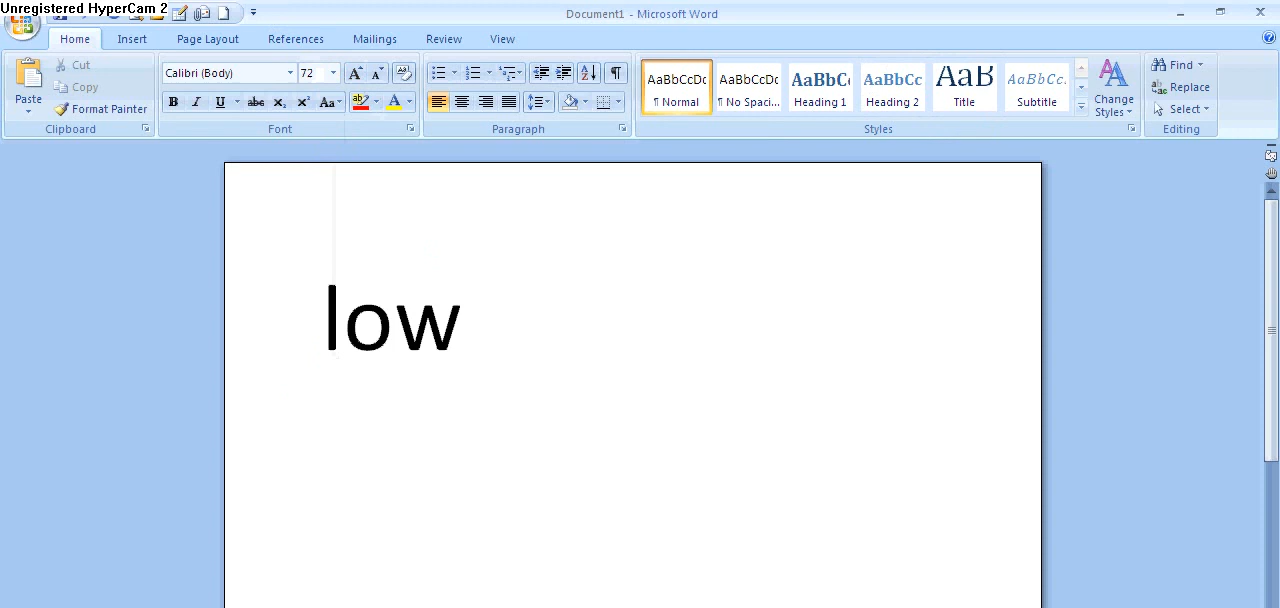 Unregistered HyperCam 2
Document1 - Microsoft Word
Home Insert Page Layout References Mailings Review View
Paste
Cut
Copy
Format Painter
Clipboard
Calibri (Body) 72
Font
Paragraph
AaBbCcDc AaBbCcDc AaBbC AaBbCc AaB AaBbCc.
¶ Normal ¶ No Spaci... Heading 1 Heading 2 Title Subtitle
Change
Styles
Styles
Find
Replace
Select
Editing
low